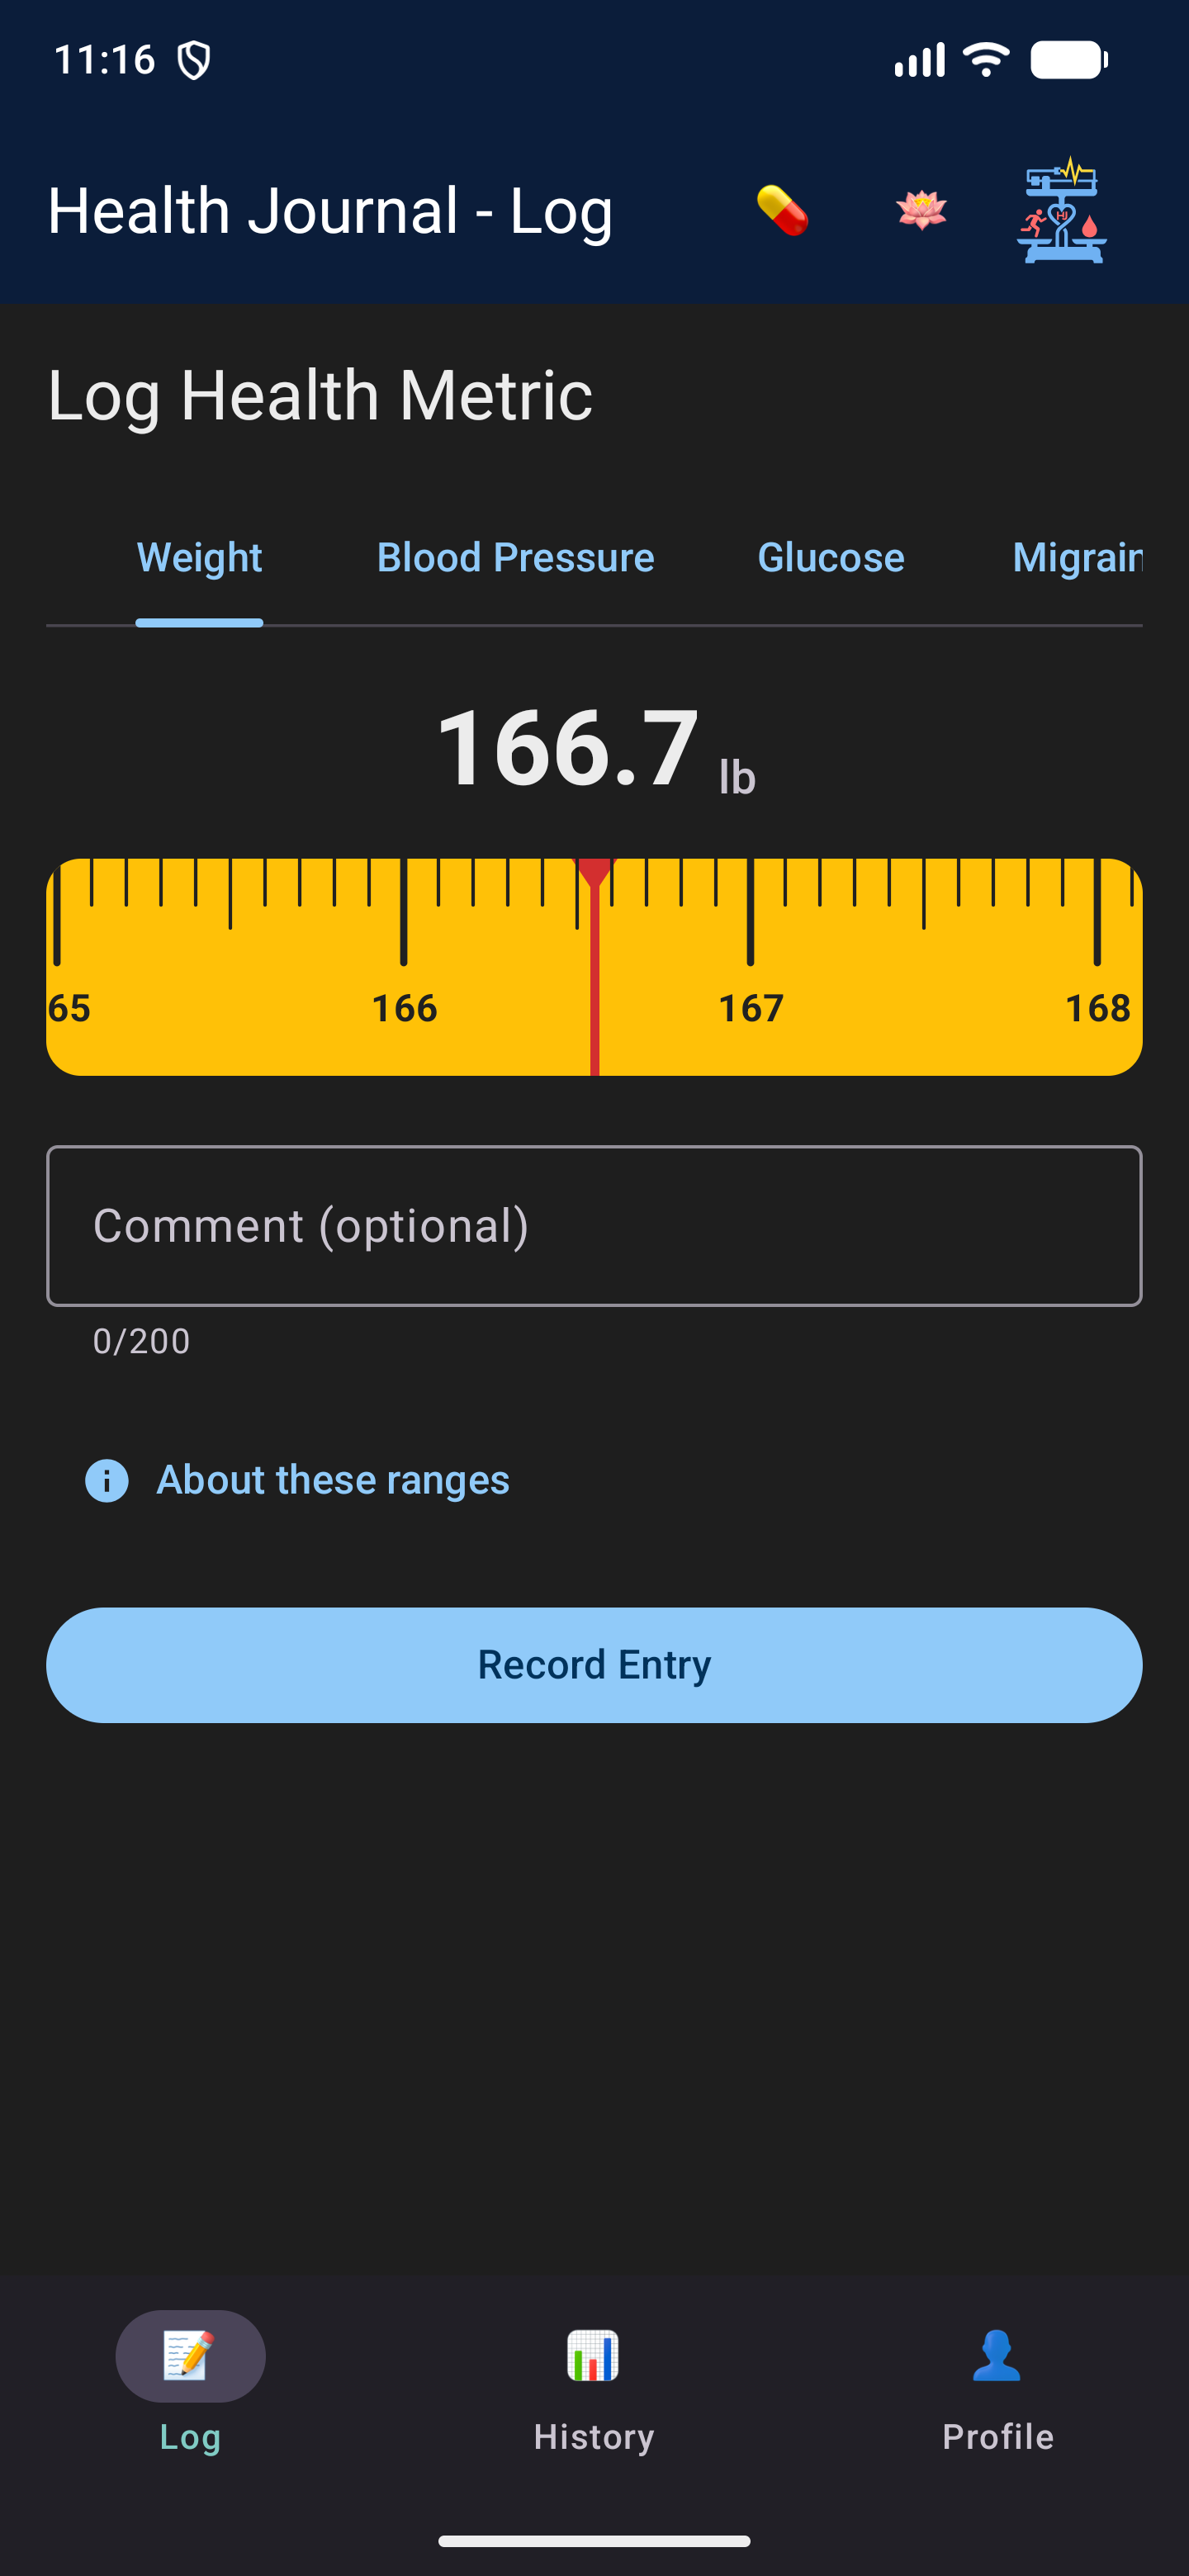 11:16
Health Journal - Log
HJ
Log Health Metric
Weight Blood Pressure Glucose Migrain
166.7 lb
65 166 167 168
Comment (optional)
0/200
About these ranges
Record Entry
Log History Profile